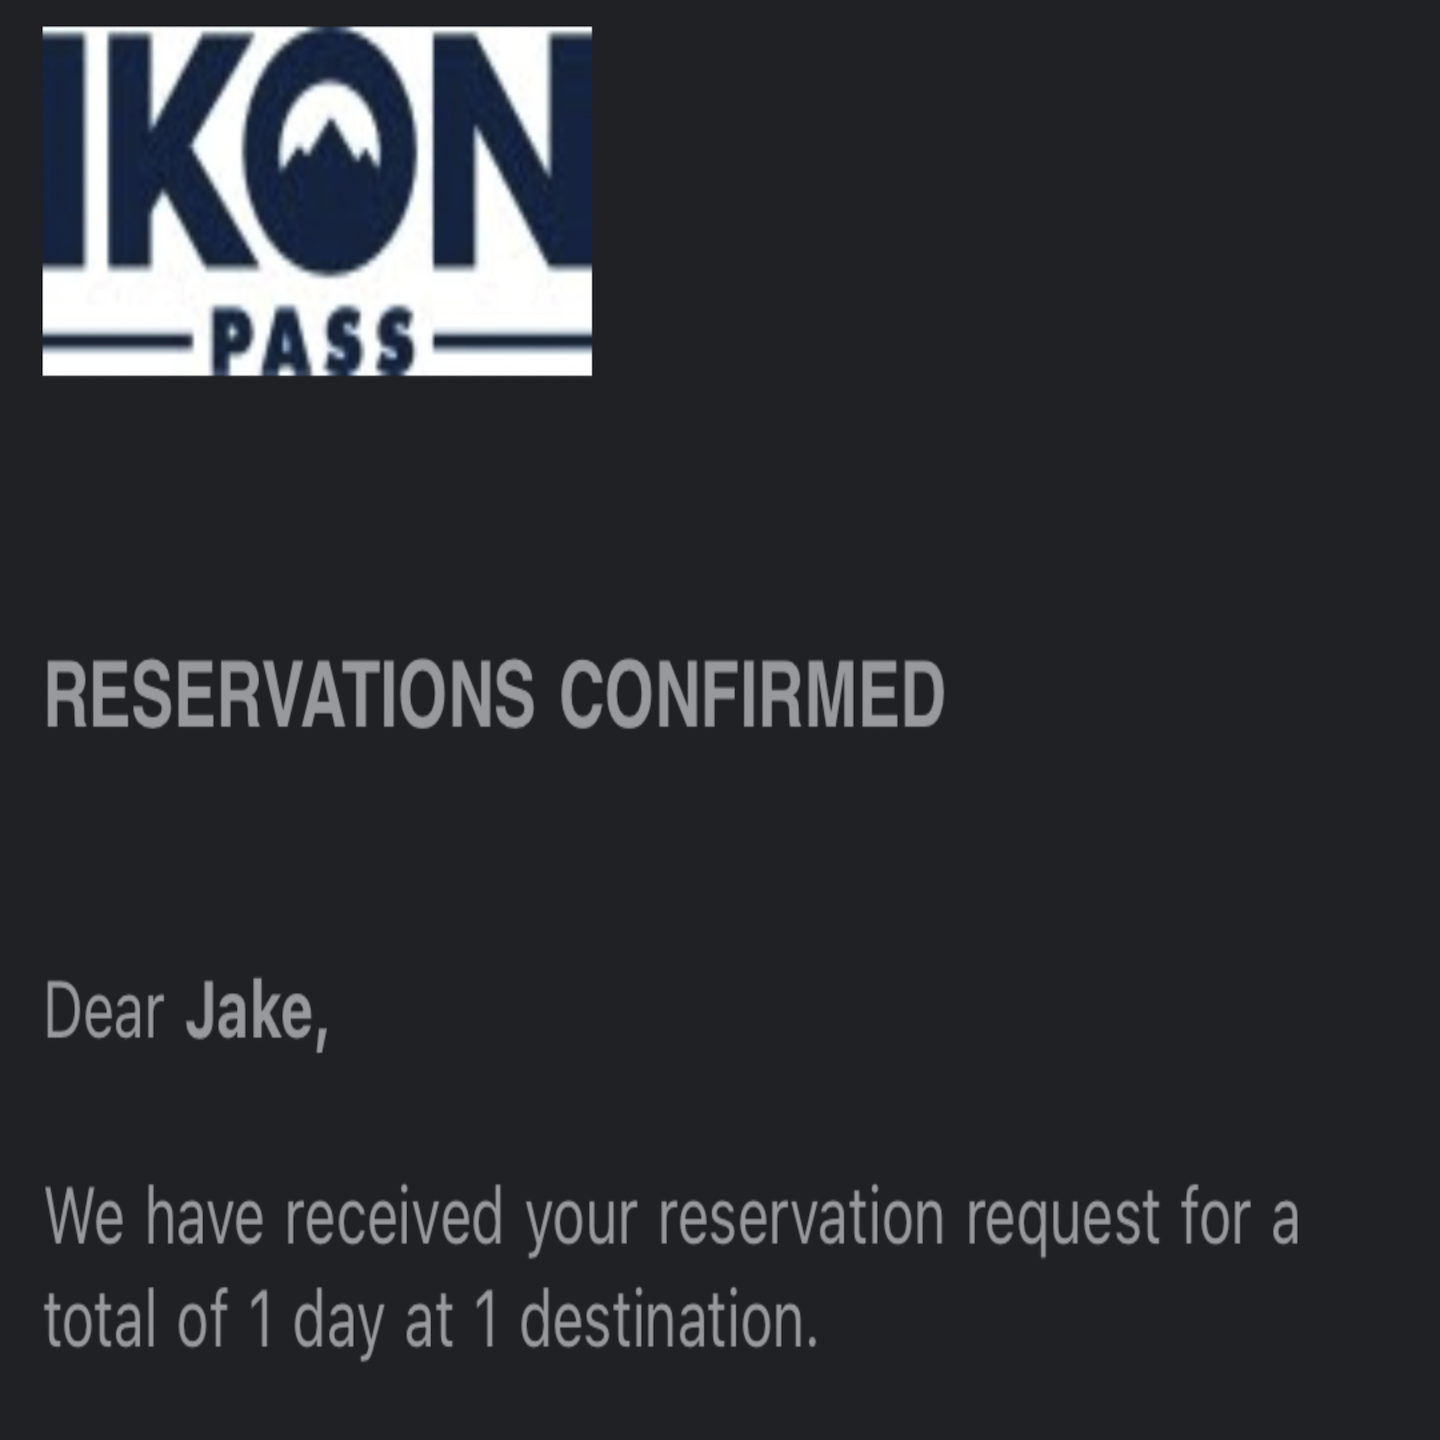 IKON
PASS
RESERVATIONS CONFIRMED
Dear Jake,
We have received your reservation request for a
total of 1 day at 1 destination.